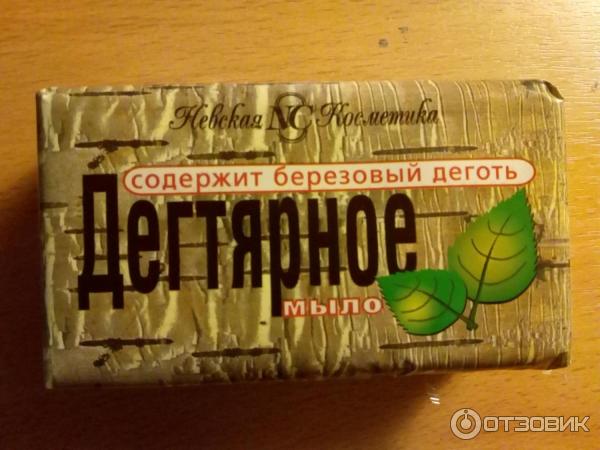 Невская NC Косметика
содержит березовый деготь
Дегтярное
мыло
ОТЗОВИК